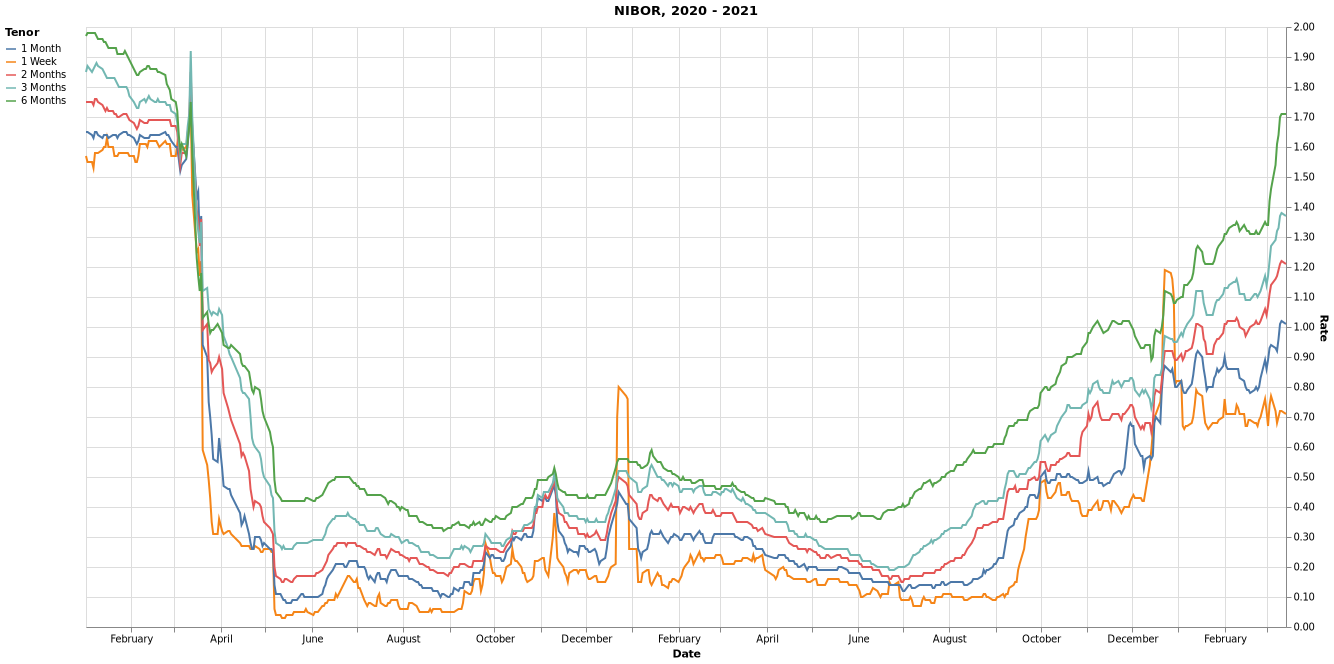 NIBOR, 2020 - 2021
Tenor
1 Month
1 Week
2 Months
3 Months
6 Months
2.00
1.90
1.80
1.70
1.60
1.50
1.40
1.30
1.20
1.10
1.00
0.90
0.80
0.70
0.60
0.50
0.40
0.30
0.20
0.10
0.00
Rate
February April June August October December February April June August October December February
Date